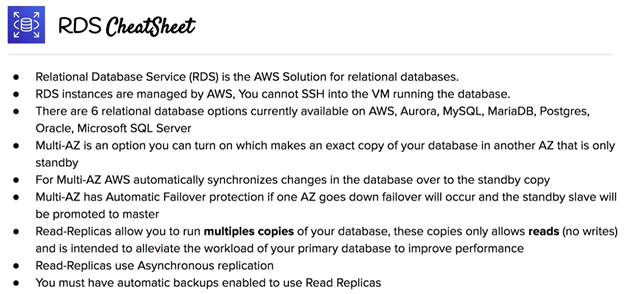 RDS CheatSheet
● Relational Database Service (RDS) is the AWS Solution for relational databases.
● RDS instances are managed by AWS, You cannot SSH into the VM running the database.
● There are 6 relational database options currently available on AWS, Aurora, MySQL, MariaDB, Postgres,
Oracle, Microsoft SQL Server
● Multi-AZ is an option you can turn on which makes an exact copy of your database in another AZ that is only
standby
● For Multi-AZ AWS automatically synchronizes changes in the database over to the standby copy
● Multi-AZ has Automatic Failover protection if one AZ goes down failover will occur and the standby slave will
be promoted to master
● Read-Replicas allow you to run multiples copies of your database, these copies only allows reads (no writes)
and is intended to alleviate the workload of your primary database to improve performance
● Read-Replicas use Asynchronous replication
● You must have automatic backups enabled to use Read Replicas